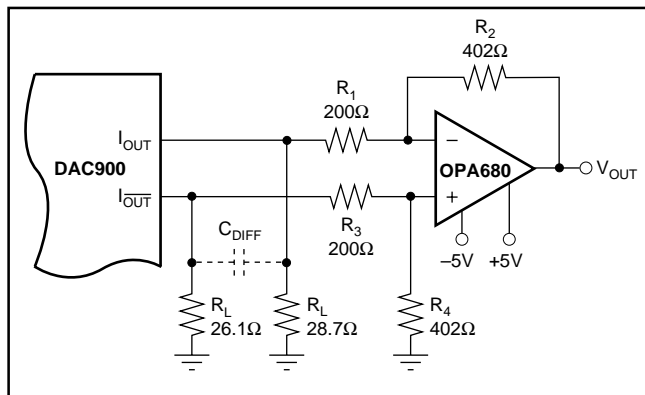 R2
402Ω
R1
200Ω
IOUT
−
DAC900
OPA680
VOUT
IOUT
+
R3
200Ω
CDIFF
–5V
+5V
RL
26.1Ω
RL
28.7Ω
R4
402Ω